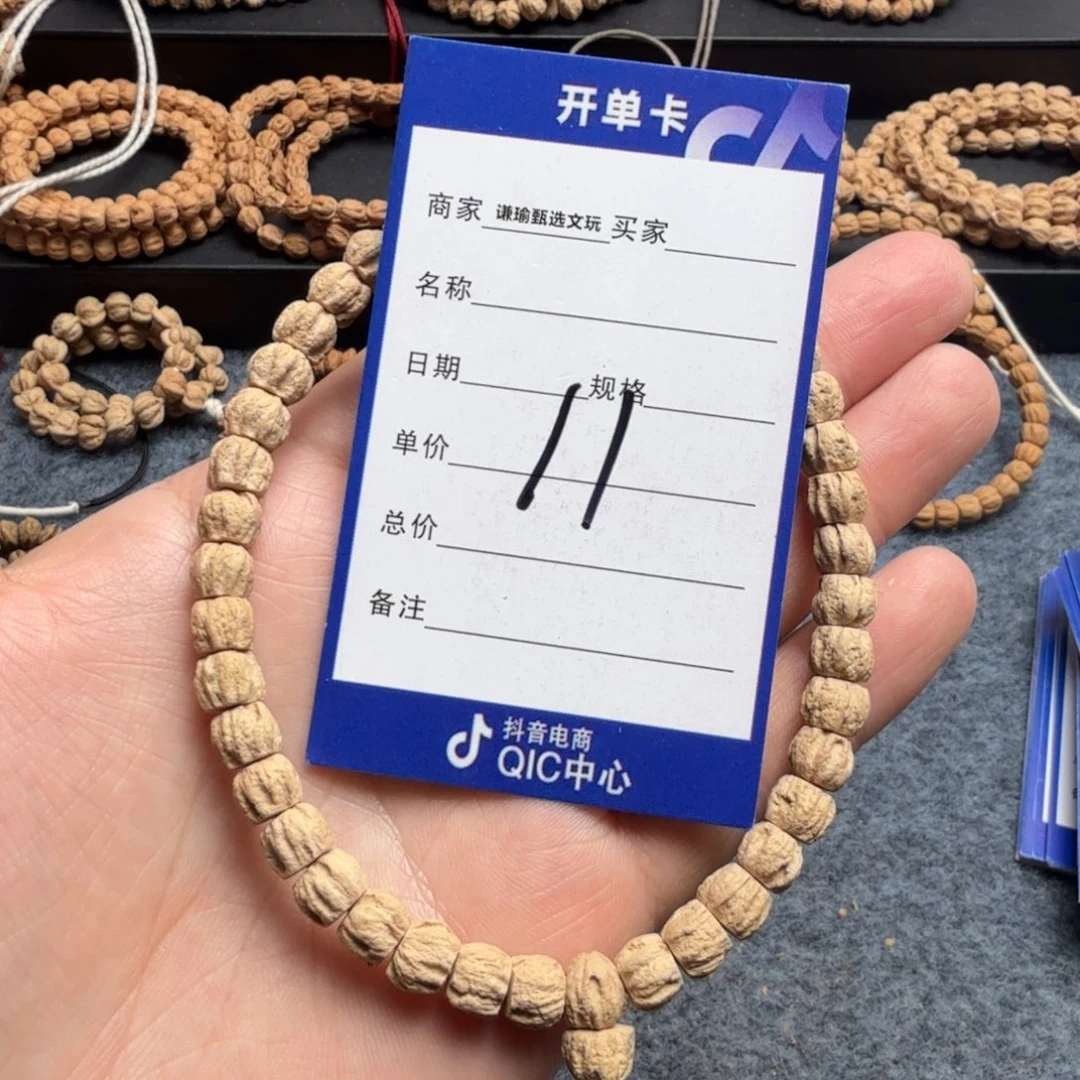 开单卡
商家 谦瑜甄选文玩 买家
名称
日期 规格
11
单价
总价
备注
抖音电商
QIC中心